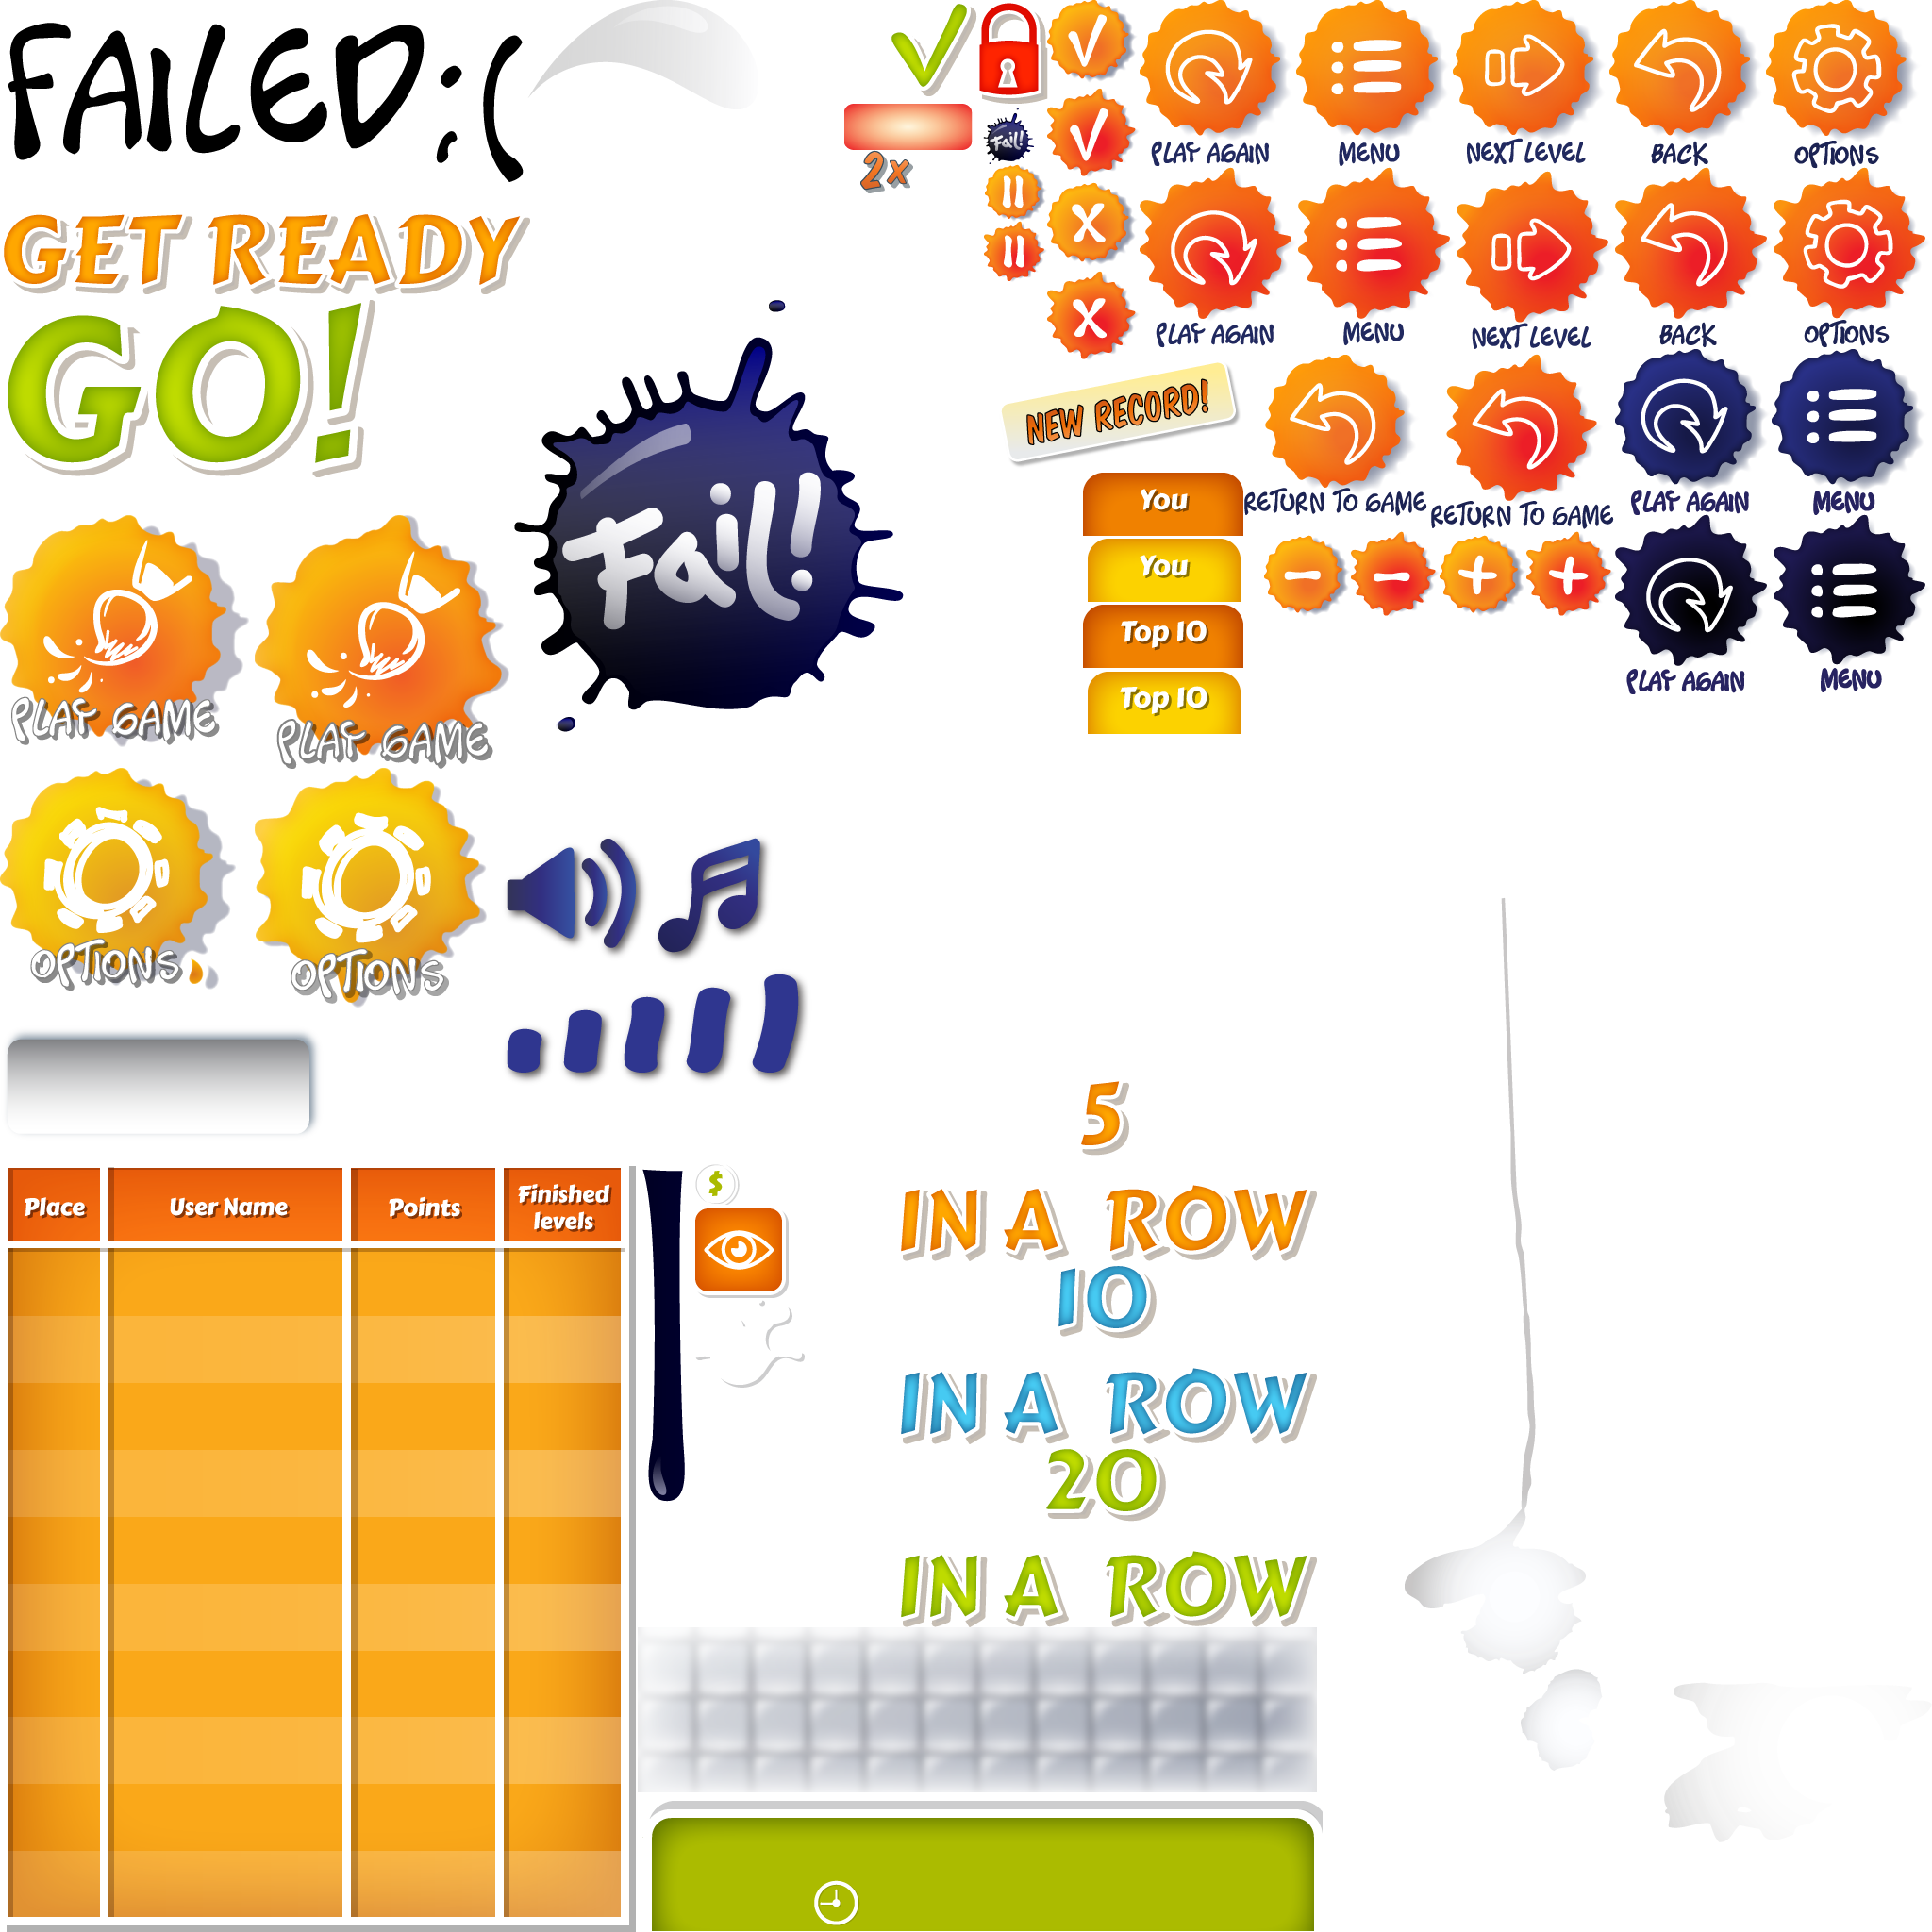 FAILED;(
2x
Fail!
PLAY AGAIN
MENU
NEXT LEVEL
BACK
OPTIONS
GET READY
PLAY AGAIN
MENU
NEXT LEVEL
BACK
OPTIONS
GO!
NEW RECORD!
You
RETURN TO GAME
RETURN TO GAME
PLAY AGAIN
MENU
Fail!
You
Top 10
Top 10
PLAY AGAIN
MENU
PLAY GAME
PLAY GAME
OPTIONS
OPTIONS
5
IN A ROW
10
IN A ROW
20
IN A ROW
Place
User Name
Points
Finished
levels
$